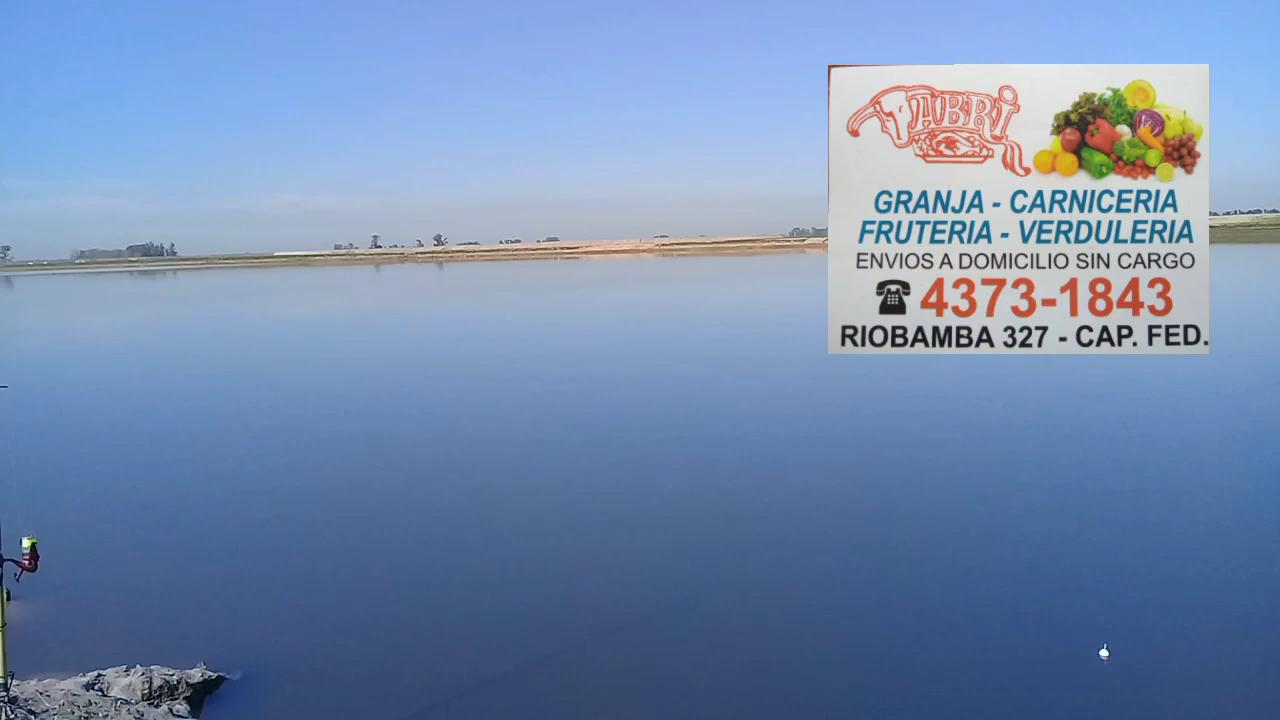 FABRI
GRANJA - CARNICERIA
FRUTERIA - VERDULERIA
ENVIOS A DOMICILIO SIN CARGO
4373-1843
RIOBAMBA 327 - CAP. FED.